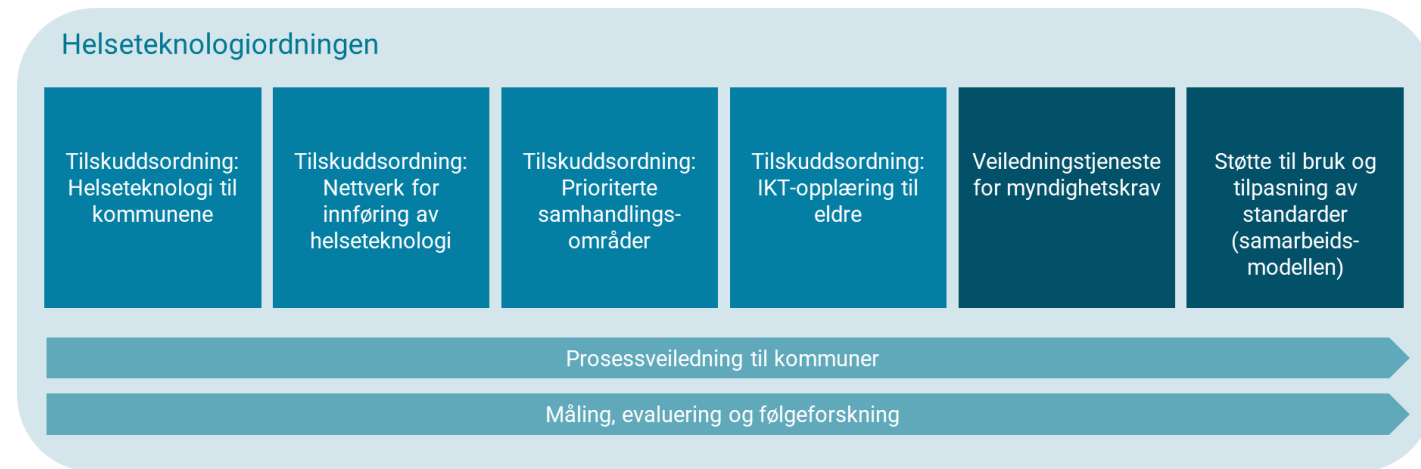 Helseteknologiordningen
Tilskuddsordning:
Helseteknologi til
kommunene
Tilskuddsordning:
Nettverk for
innføring av
helseteknologi
Tilskuddsordning:
Prioriterte
samhandlings-
områder
Tilskuddsordning:
IKT-opplæring til
eldre
Veiledningstjeneste
for myndighetskrav
Støtte til bruk og
tilpasning av
standarder
(samarbeids-
modellen)
Prosessveiledning til kommuner
Måling, evaluering og følgeforskning